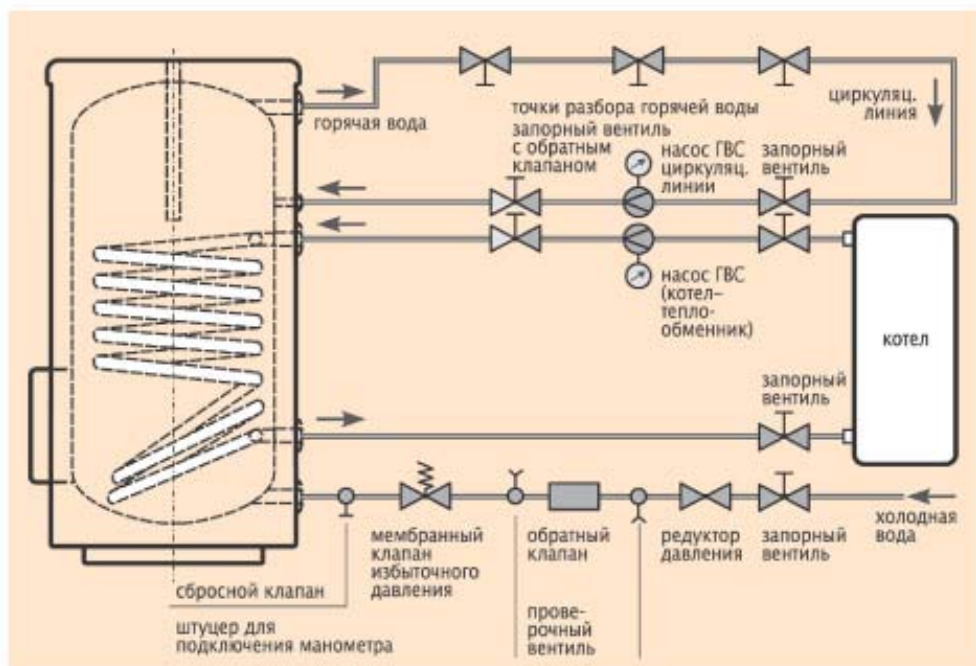 горячая вода
точки разбора горячей воды
циркуляц.
линия
запорный вентиль
с обратным
клапаном
насос ГВС
циркуляц.
линии
запорный
вентиль
насос ГВС
(котел–
тепло-
обменник)
котел
запорный
вентиль
холодная
вода
мембранный
клапан
избыточного
давления
обратный
клапан
редуктор
давления
запорный
вентиль
сбросной клапан
штуцер для
подключения манометра
прове-
рочный
вентиль